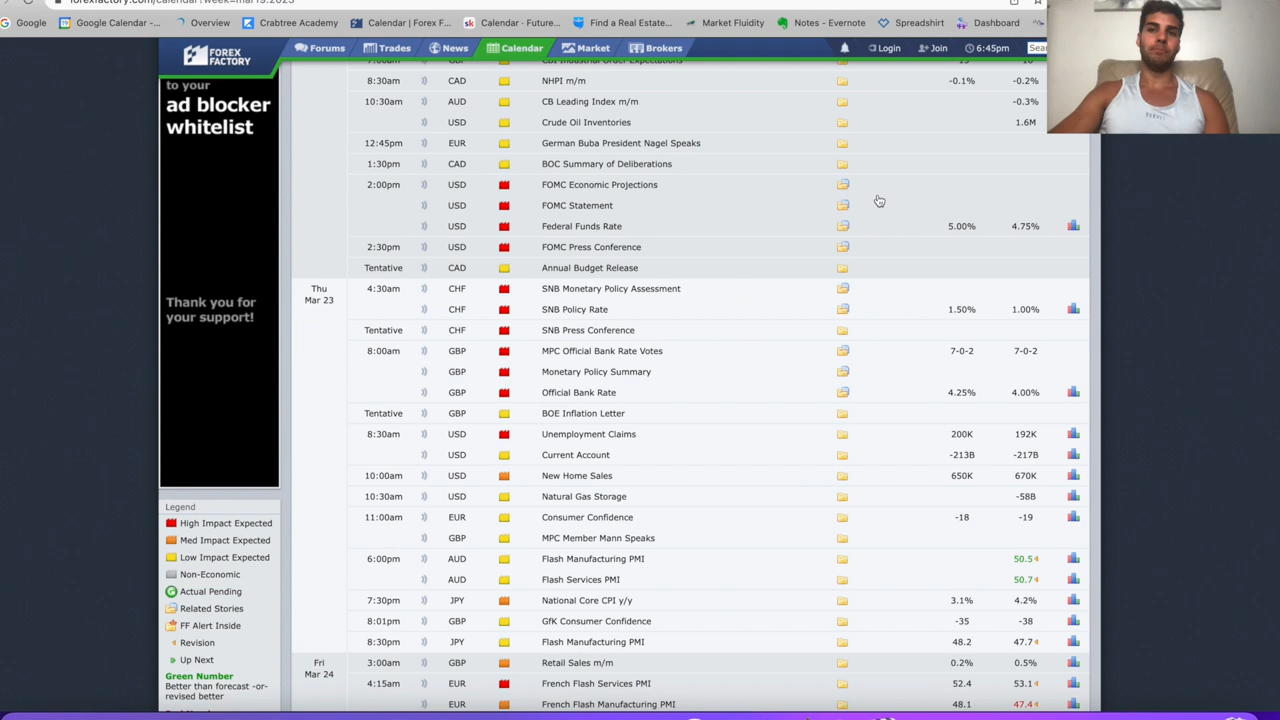 forexfactory.com/calendar?week=mar19.2023
Google
Google Calendar -...
Overview
Crabtree Academy
Calendar | Forex F...
sk
Calendar · Future...
Find a Real Estate...
Market Fluidity
Notes - Evernote
Spreadshirt
Dashboard
FOREX
FACTORY
Forums
Trades
News
Calendar
Market
Brokers
Login
Join
6:45pm
Sear
to your
ad blocker
whitelist
Thank you for
your support!
8:30am CAD NHPI m/m -0.1% -0.2%
10:30am AUD CB Leading Index m/m -0.3%
USD Crude Oil Inventories 1.6M
12:45pm EUR German Buba President Nagel Speaks
1:30pm CAD BOC Summary of Deliberations
2:00pm USD FOMC Economic Projections
USD FOMC Statement
USD Federal Funds Rate 5.00% 4.75%
2:30pm USD FOMC Press Conference
Tentative CAD Annual Budget Release
Thu 4:30am CHF SNB Monetary Policy Assessment
Mar 23
CHF SNB Policy Rate 1.50% 1.00%
Tentative CHF SNB Press Conference
8:00am GBP MPC Official Bank Rate Votes 7-0-2 7-0-2
GBP Monetary Policy Summary
GBP Official Bank Rate 4.25% 4.00%
Tentative GBP BOE Inflation Letter
8:30am USD Unemployment Claims 200K 192K
USD Current Account -213B -217B
10:00am USD New Home Sales 650K 670K
10:30am USD Natural Gas Storage -58B
11:00am EUR Consumer Confidence -18 -19
GBP MPC Member Mann Speaks
6:00pm AUD Flash Manufacturing PMI 50.5
AUD Flash Services PMI 50.7
7:30pm JPY National Core CPI y/y 3.1% 4.2%
8:01pm GBP GfK Consumer Confidence -35 -38
8:30pm JPY Flash Manufacturing PMI 48.2 47.7
Fri 3:00am GBP Retail Sales m/m 0.2% 0.5%
Mar 24
4:15am EUR French Flash Services PMI 52.4 53.1
EUR French Flash Manufacturing PMI 48.1 47.4
Legend
High Impact Expected
Med Impact Expected
Low Impact Expected
Non-Economic
Actual Pending
Related Stories
FF Alert Inside
Revision
Up Next
Green Number
Better than forecast -or-
revised better